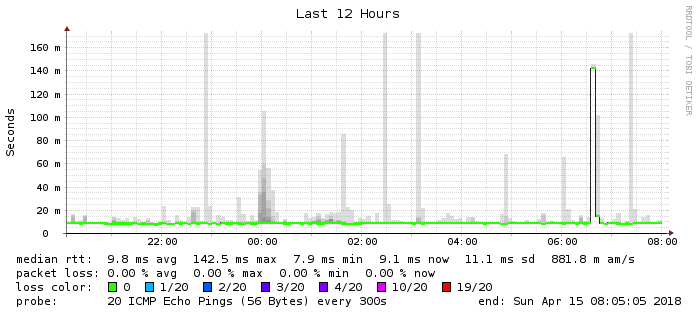 Last 12 Hours
RRDTOOL / TOBI OETIKER
Seconds
160 m
140 m
120 m
100 m
80 m
60 m
40 m
20 m
0
22:00 00:00 02:00 04:00 06:00 08:00
median rtt: 9.8 ms avg 142.5 ms max 7.9 ms min 9.1 ms now 11.1 ms sd 881.8 m am/s
packet loss: 0.00 % avg 0.00 % max 0.00 % min 0.00 % now
loss color: 0 1/20 2/20 3/20 4/20 10/20 19/20
probe: 20 ICMP Echo Pings (56 Bytes) every 300s end: Sun Apr 15 08:05:05 2018